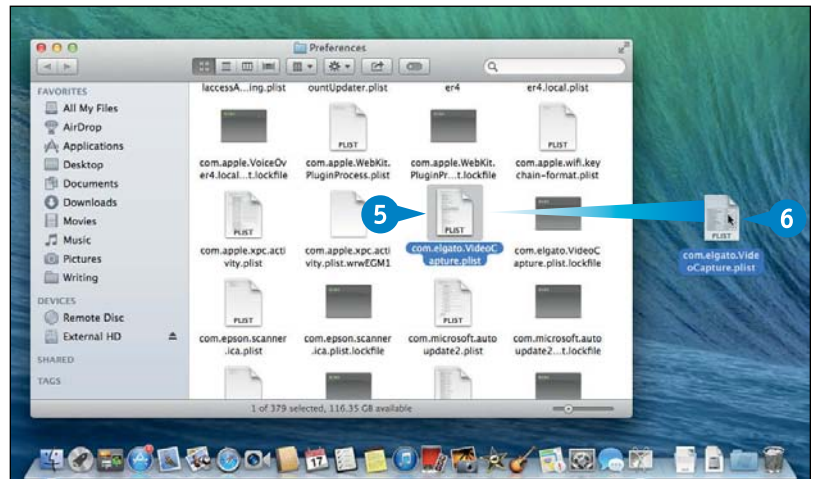 Preferences
FAVORITES
All My Files
AirDrop
Applications
Desktop
Documents
Downloads
Movies
Music
Pictures
Writing
DEVICES
Remote Disc
External HD
SHARED
TAGS
laccessA...ing.plist
ountUpdater.plist
er4
er4.local.plist
PLIST
PLIST
com.apple.VoiceOv
er4.local...t.lockfile
com.apple.WebKit.
PluginProcess.plist
com.apple.WebKit.
PluginPr...t.lockfile
com.apple.wifi.key
chain-format.plist
PLIST
PLIST
5
6
PLIST
com.apple.xpc.acti
vity.plist
com.apple.xpc.acti
vity.plist.wrwEGM1
com.elgato.VideoC
apture.plist
com.elgato.VideoC
apture.plist.lockfile
com.elgato.Vide
oCapture.plist
PLIST
PLIST
com.epson.scanner
.ica.plist
com.epson.scanner
.ica.plist.lockfile
com.microsoft.auto
update2.plist
com.microsoft.auto
update2...t.lockfile
1 of 379 selected, 116.35 GB available
17